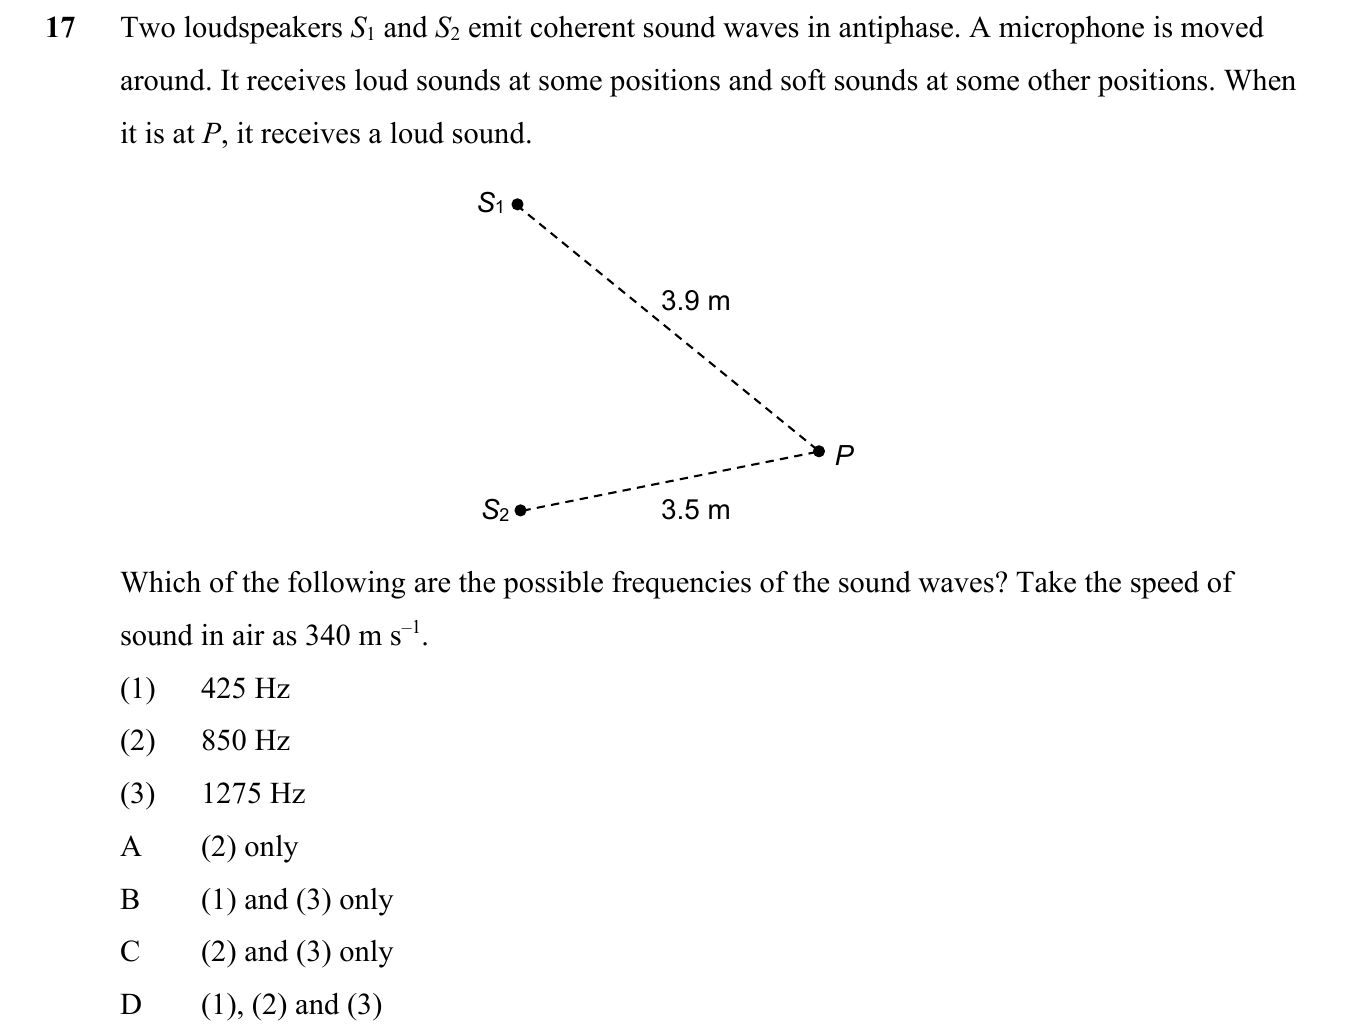 17 Two loudspeakers S₁ and S₂ emit coherent sound waves in antiphase. A microphone is moved
around. It receives loud sounds at some positions and soft sounds at some other positions. When
it is at P, it receives a loud sound.
S₁
3.9 m
P
S₂
3.5 m
Which of the following are the possible frequencies of the sound waves? Take the speed of
sound in air as 340 m s⁻¹.
(1) 425 Hz
(2) 850 Hz
(3) 1275 Hz
A (2) only
B (1) and (3) only
C (2) and (3) only
D (1), (2) and (3)